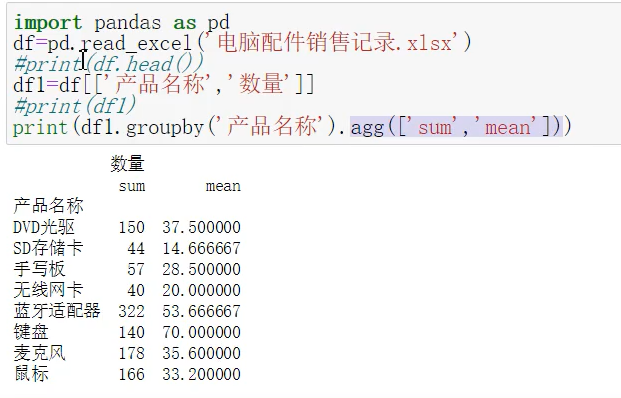 import pandas as pd
df=pd.read_excel('电脑配件销售记录.xlsx')
#print(df.head())
df1=df[['产品名称','数量']]
#print(df1)
print(df1.groupby('产品名称').agg(['sum','mean']))
数量
sum mean
产品名称
DVD光驱 150 37.500000
SD存储卡 44 14.666667
手写板 57 28.500000
无线网卡 40 20.000000
蓝牙适配器 322 53.666667
键盘 140 70.000000
麦克风 178 35.600000
鼠标 166 33.200000